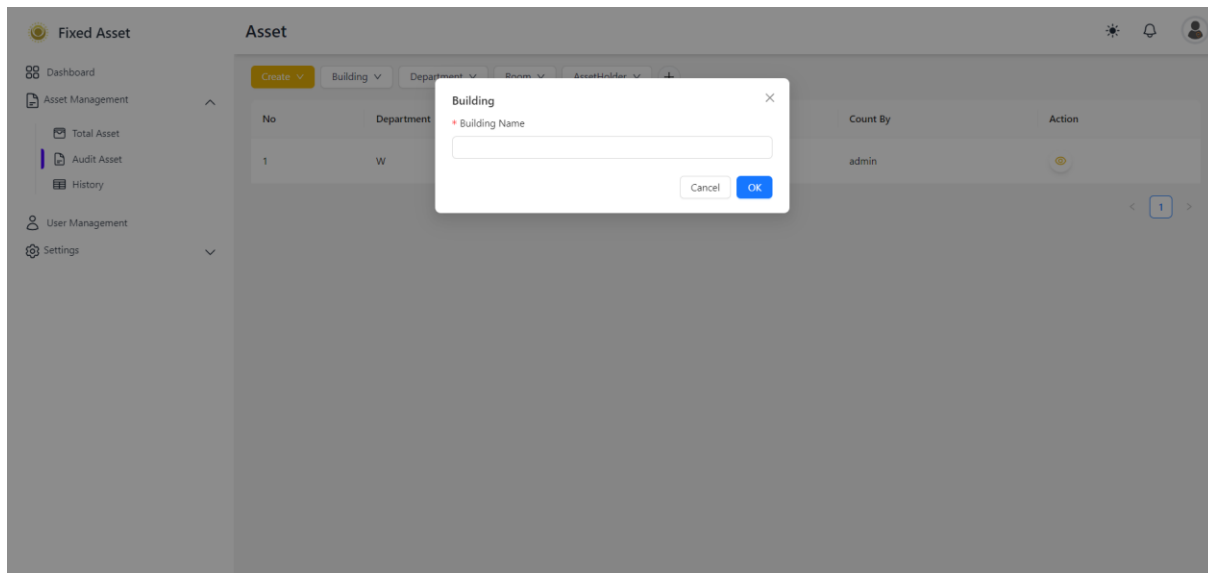 Fixed Asset
Asset
Dashboard
Asset Management
Total Asset
Audit Asset
History
User Management
Settings
Create
Building
Department
Room
AssetHolder
No
Department
Count By
Action
1
W
admin
1
Building
* Building Name
Cancel
OK